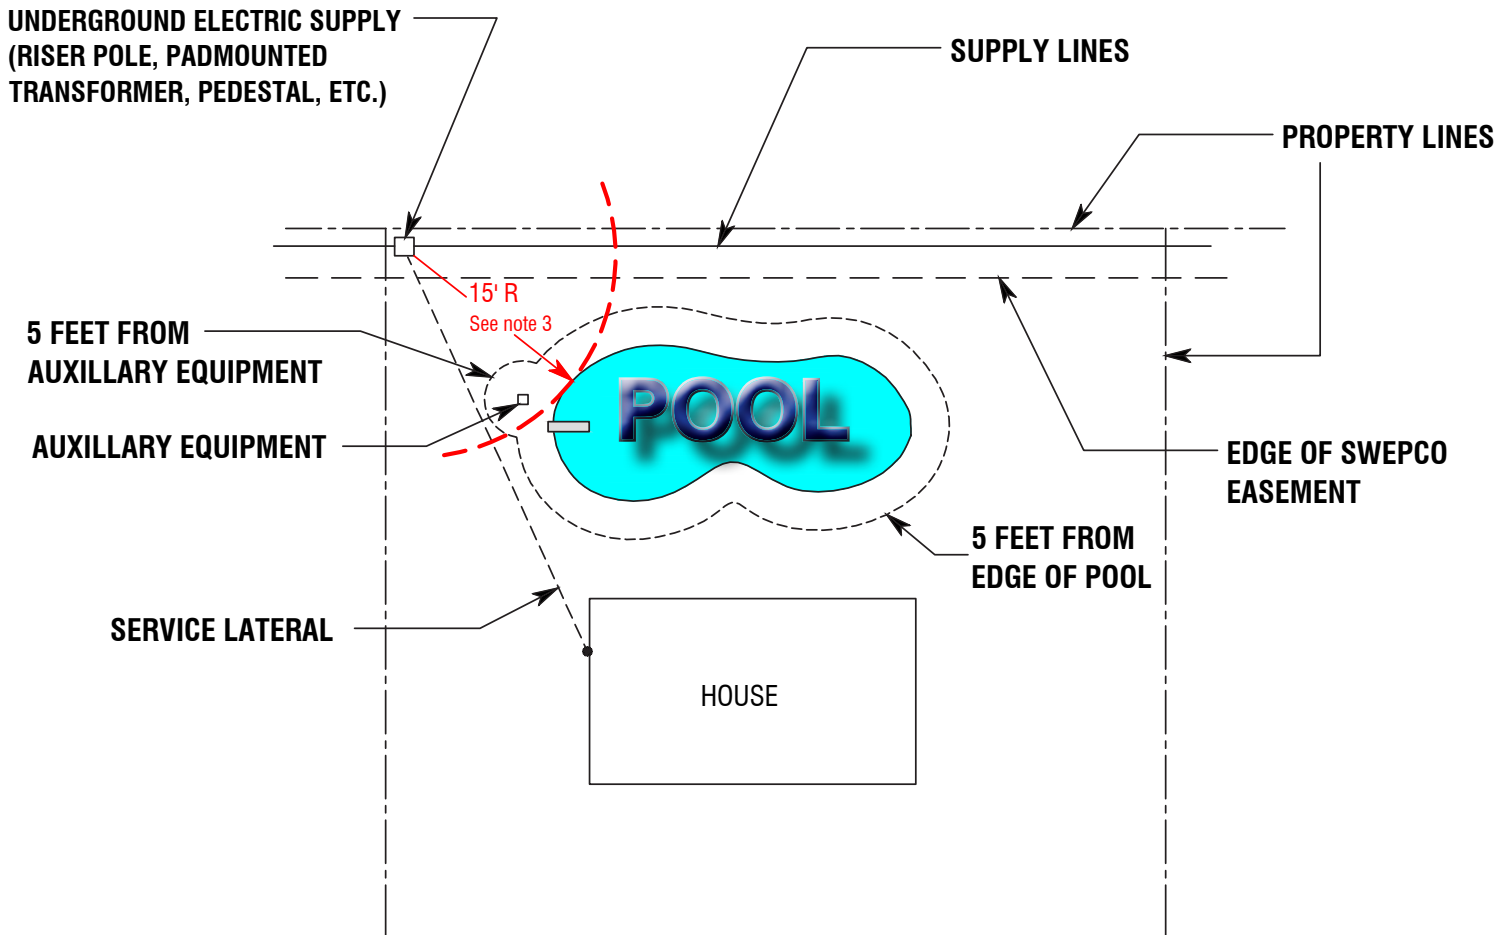 UNDERGROUND ELECTRIC SUPPLY
(RISER POLE, PADMOUNTED
TRANSFORMER, PEDESTAL, ETC.)
SUPPLY LINES
PROPERTY LINES
15' R
See note 3
5 FEET FROM
AUXILLARY EQUIPMENT
POOL
AUXILLARY EQUIPMENT
EDGE OF SWEPCO
EASEMENT
5 FEET FROM
EDGE OF POOL
SERVICE LATERAL
HOUSE